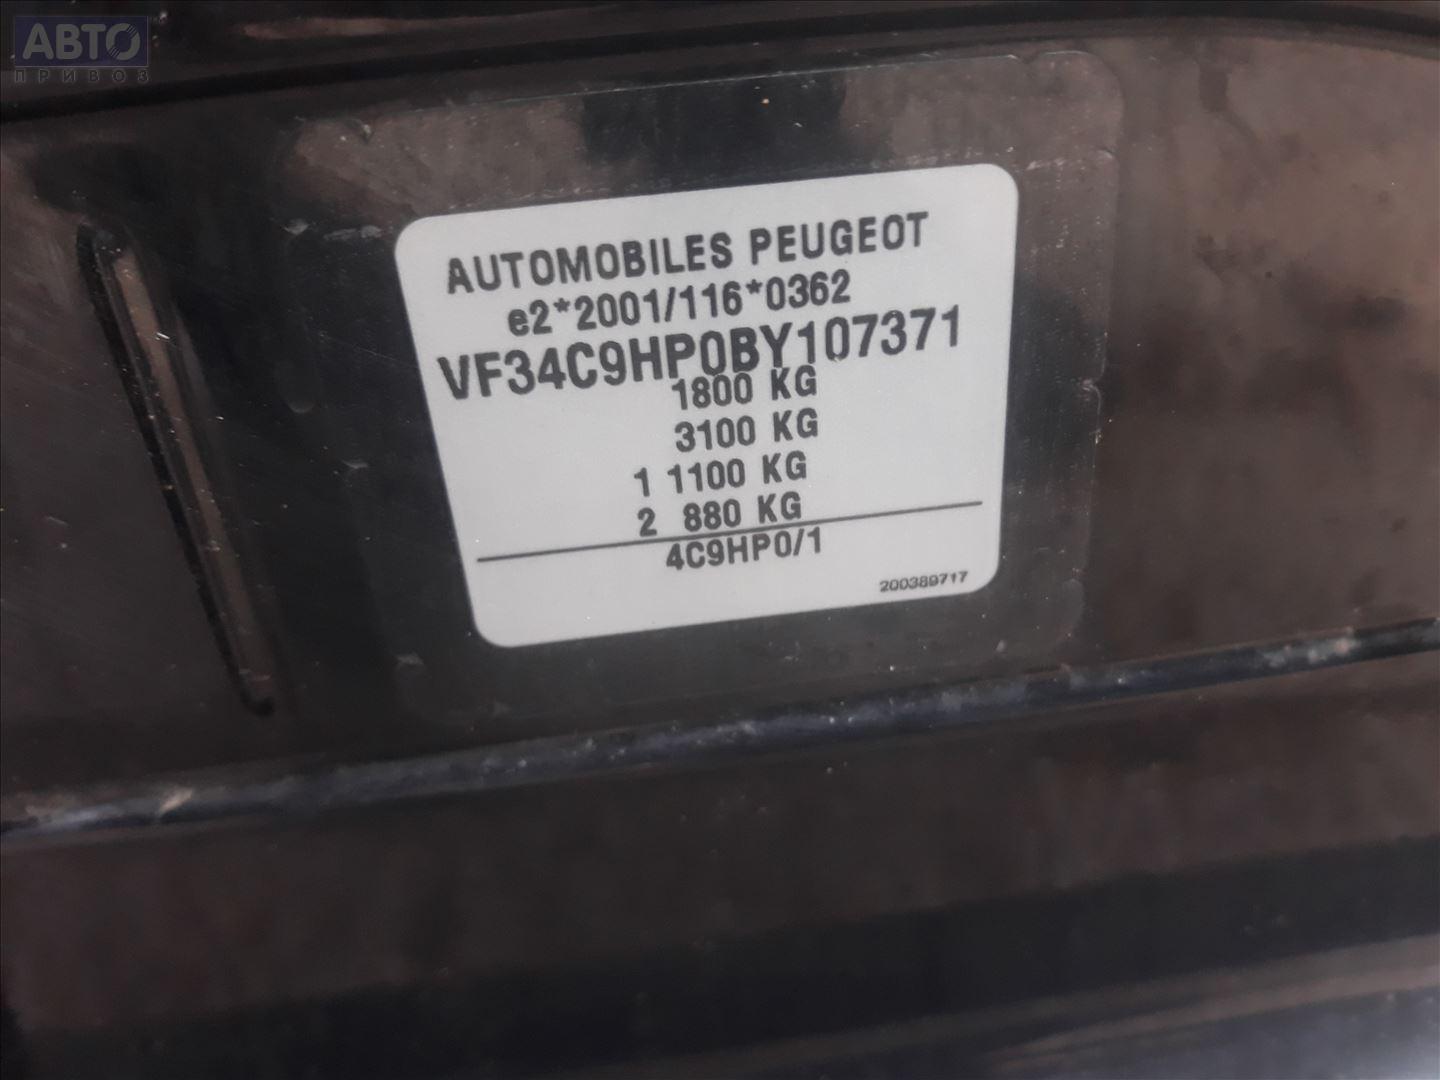 АВТО
ПРИВОЗ
AUTOMOBILES PEUGEOT
e2*2001/116*0362
VF34C9HP0BY107371
1800 KG
3100 KG
1 1100 KG
2 880 KG
4C9HP0/1
200389717